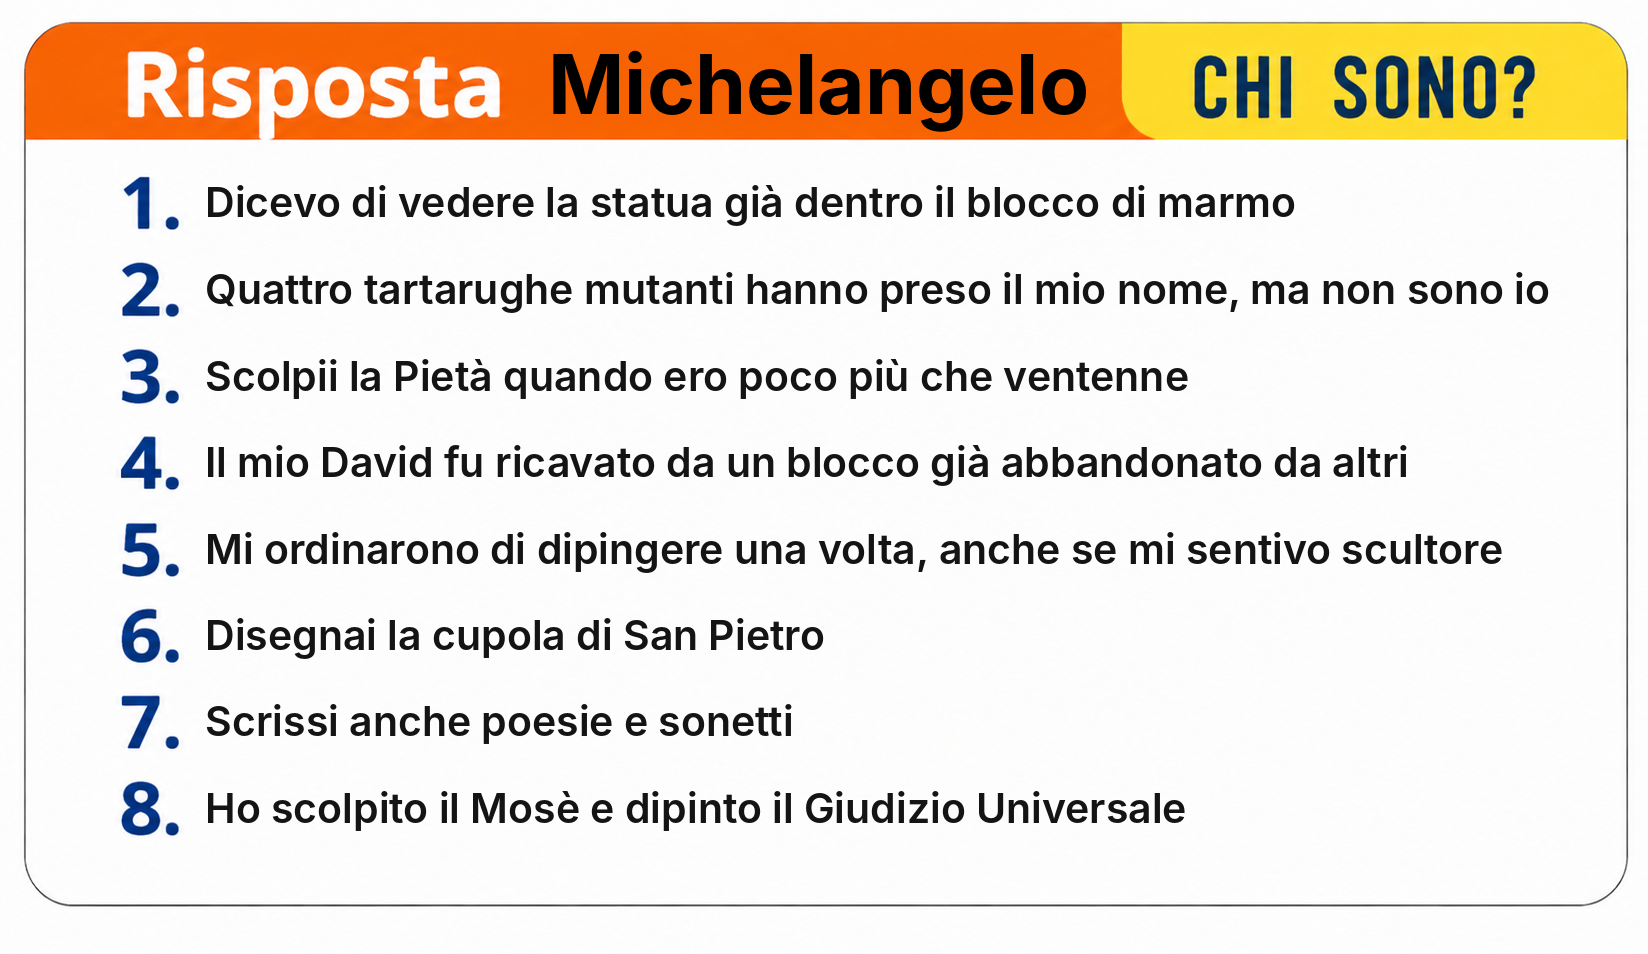 Risposta Michelangelo CHI SONO?
1. Dicevo di vedere la statua già dentro il blocco di marmo
2. Quattro tartarughe mutanti hanno preso il mio nome, ma non sono io
3. Scolpii la Pietà quando ero poco più che ventenne
4. Il mio David fu ricavato da un blocco già abbandonato da altri
5. Mi ordinarono di dipingere una volta, anche se mi sentivo scultore
6. Disegnai la cupola di San Pietro
7. Scrissi anche poesie e sonetti
8. Ho scolpito il Mosè e dipinto il Giudizio Universale